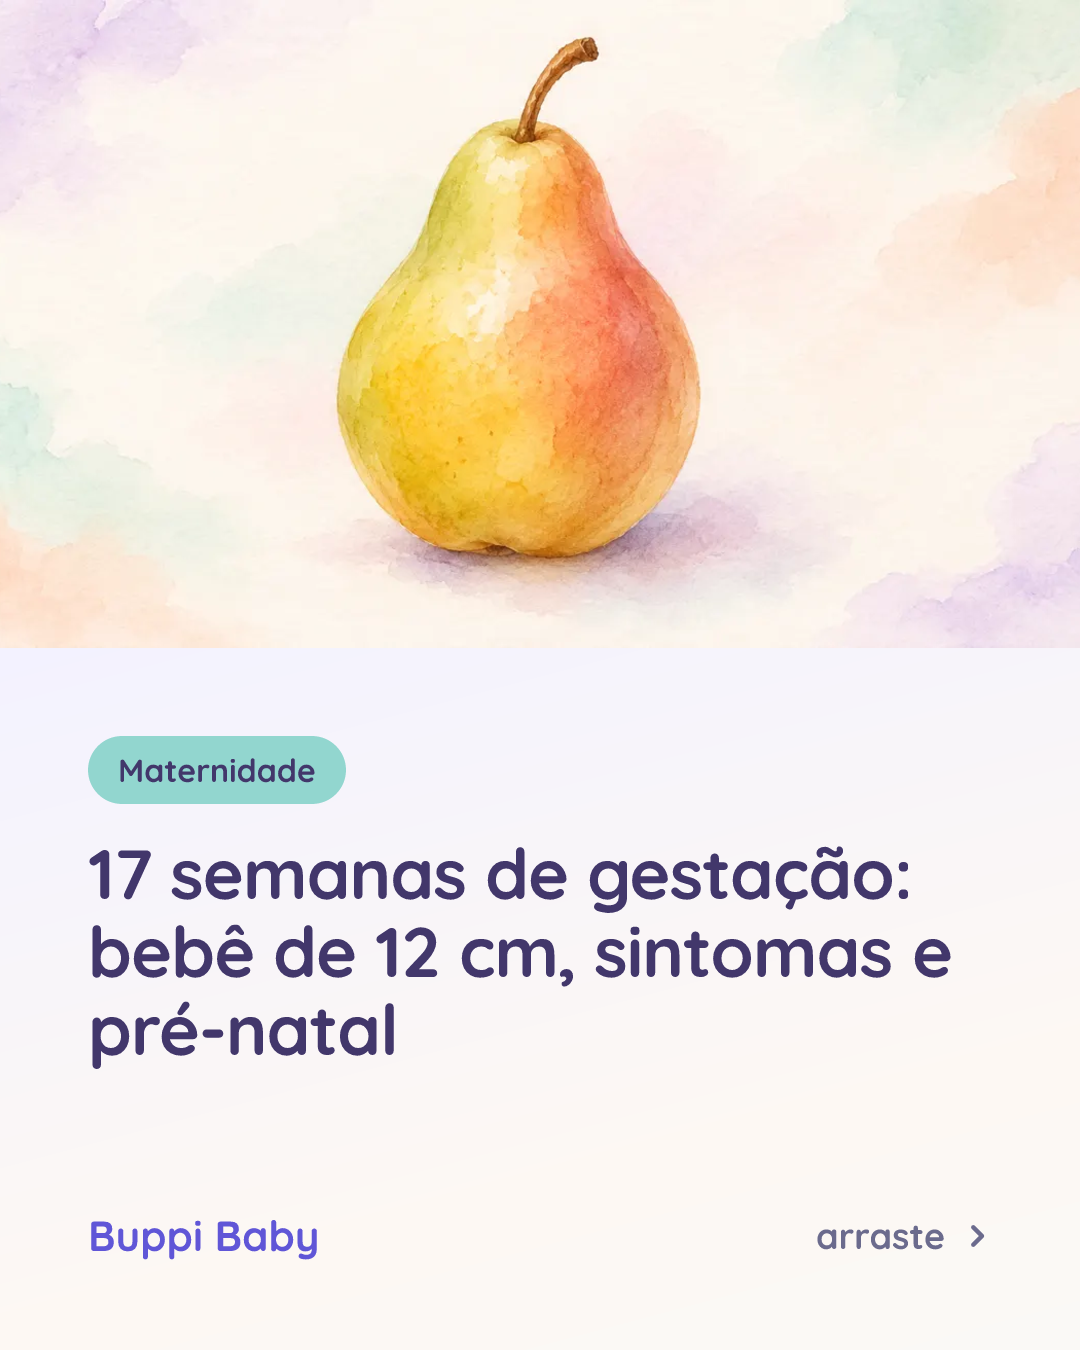 Maternidade
17 semanas de gestação:
bebê de 12 cm, sintomas e
pré-natal
Buppi Baby
arraste >